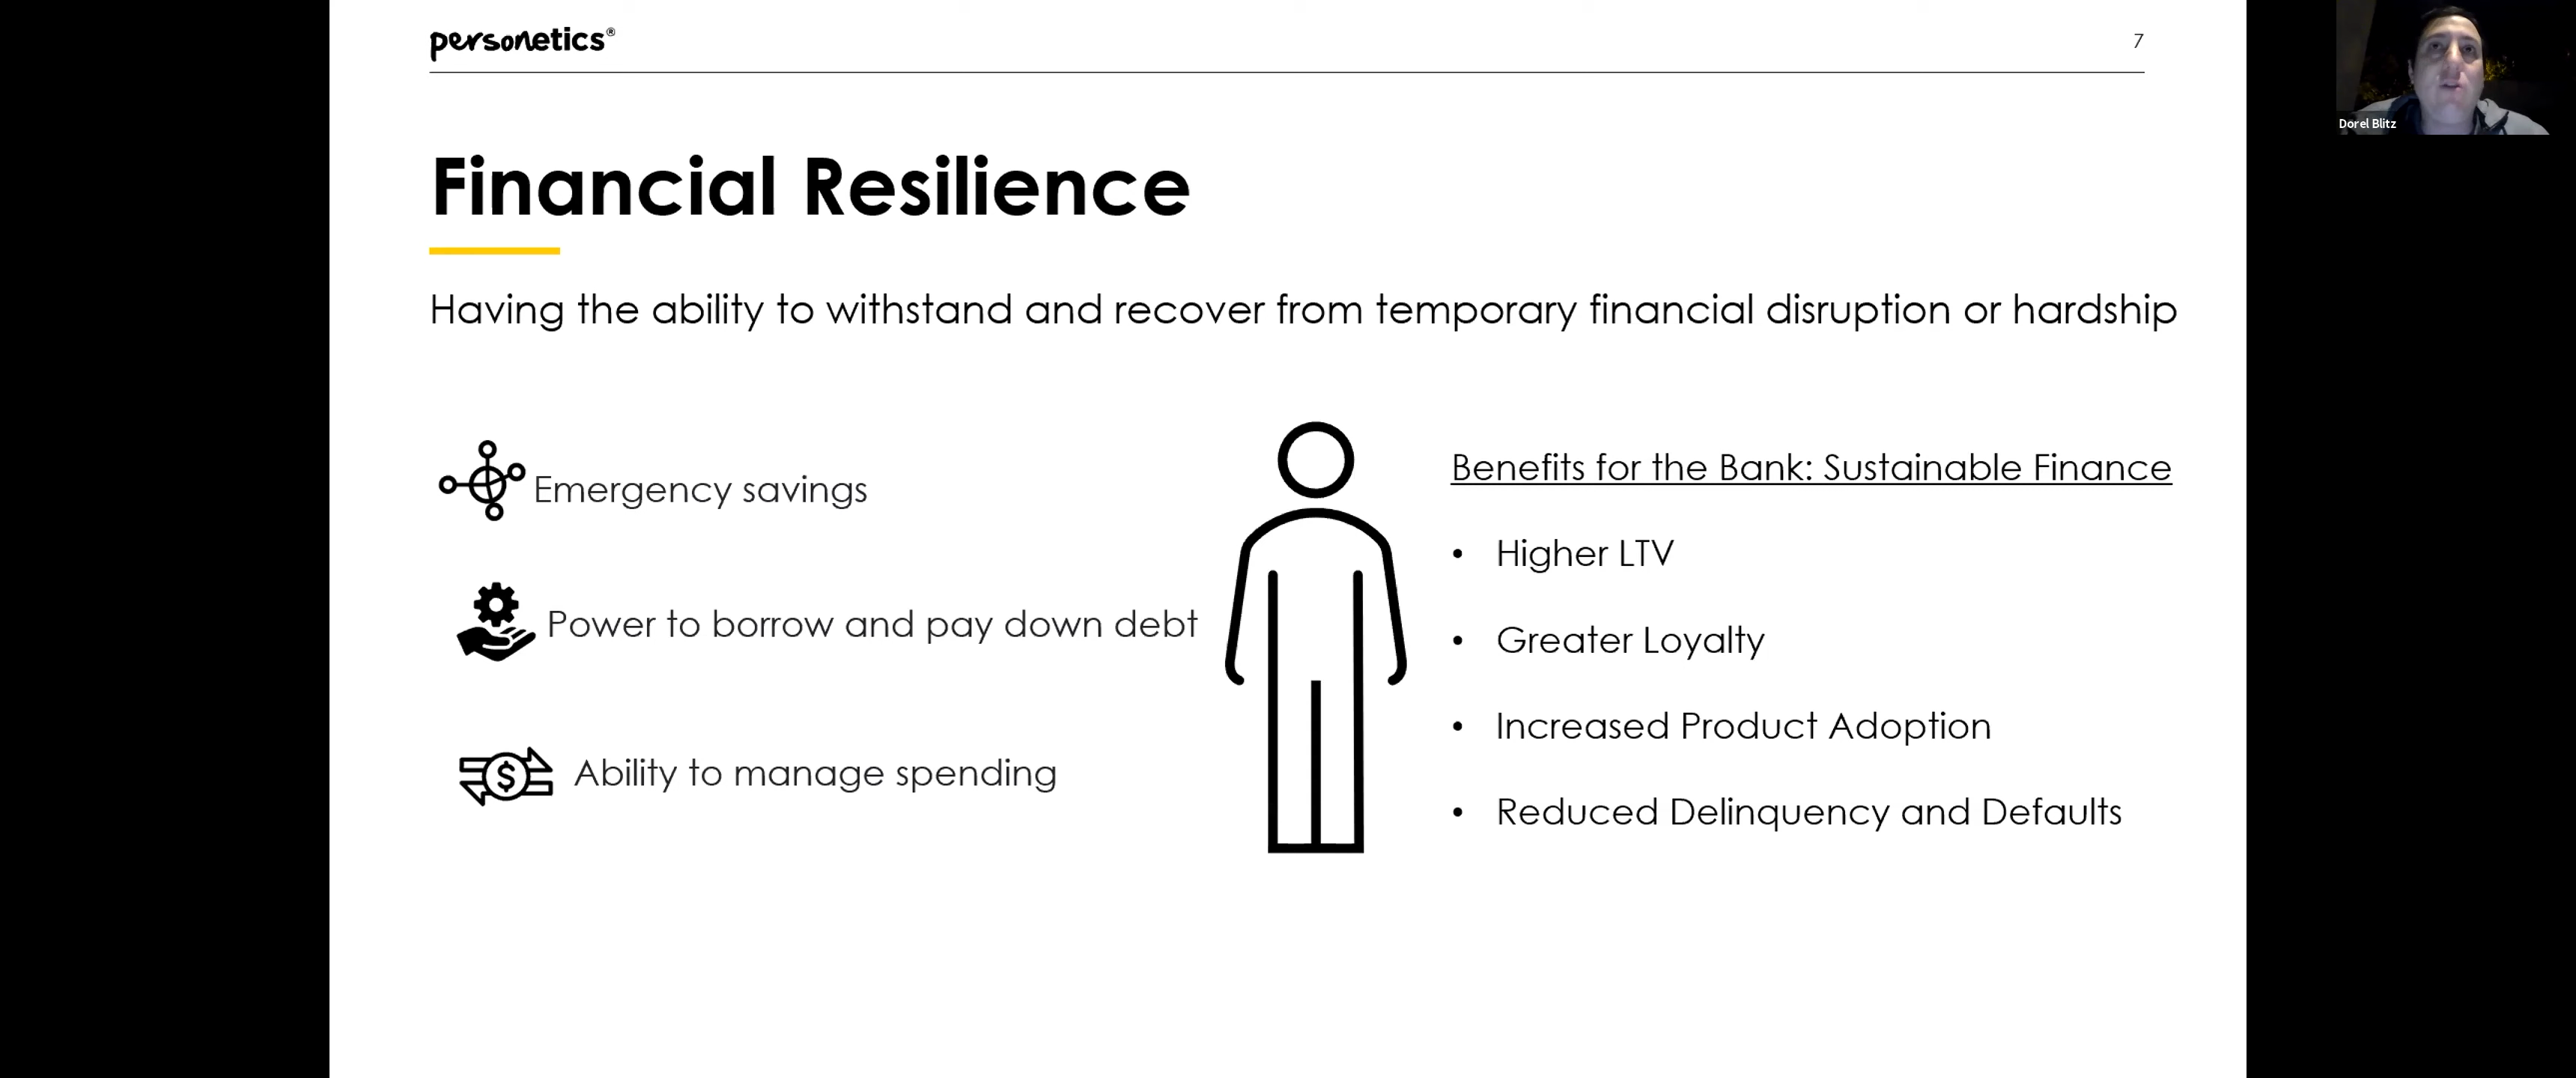 personetics®
7
Dorel Blitz
Financial Resilience
Having the ability to withstand and recover from temporary financial disruption or hardship
Emergency savings
Power to borrow and pay down debt
$
Ability to manage spending
Benefits for the Bank: Sustainable Finance
• Higher LTV
• Greater Loyalty
• Increased Product Adoption
• Reduced Delinquency and Defaults